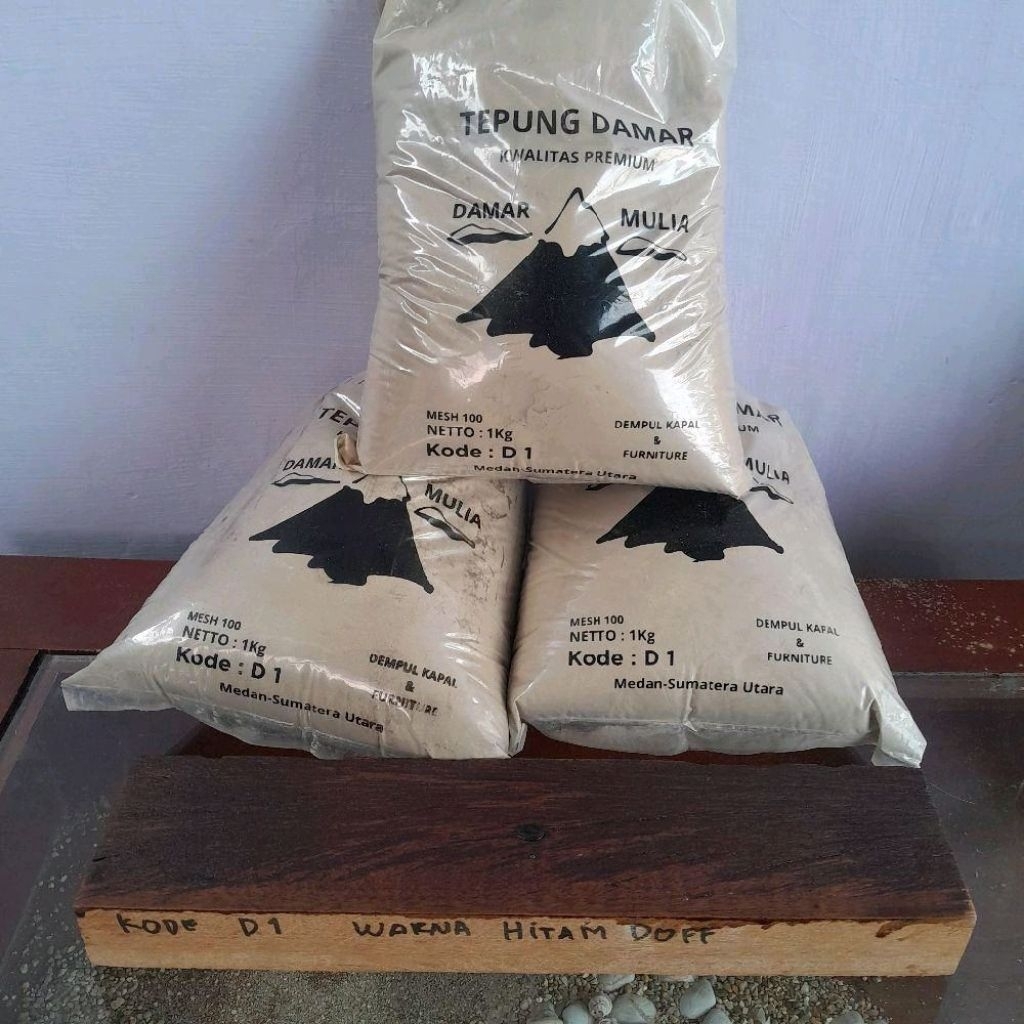 TEPUNG DAMAR
KWALITAS PREMIUM
DAMAR MULIA
MESH 100
NETTO : 1Kg
Kode : D 1
DEMPUL KAPAL
&
FURNITURE
Medan-Sumatera Utara
DAMAR
MULIA
MESH 100
NETTO : 1Kg
Kode : D 1
DEMPUL KAPAL
&
FURNITURE
Medan-Sumatera Utara
MULIA
MESH 100
NETTO : 1Kg
Kode : D 1
DEMPUL KAPAL
&
FURNITURE
Medan-Sumatera Utara
KODE D1 WARNA HITAM DOFF